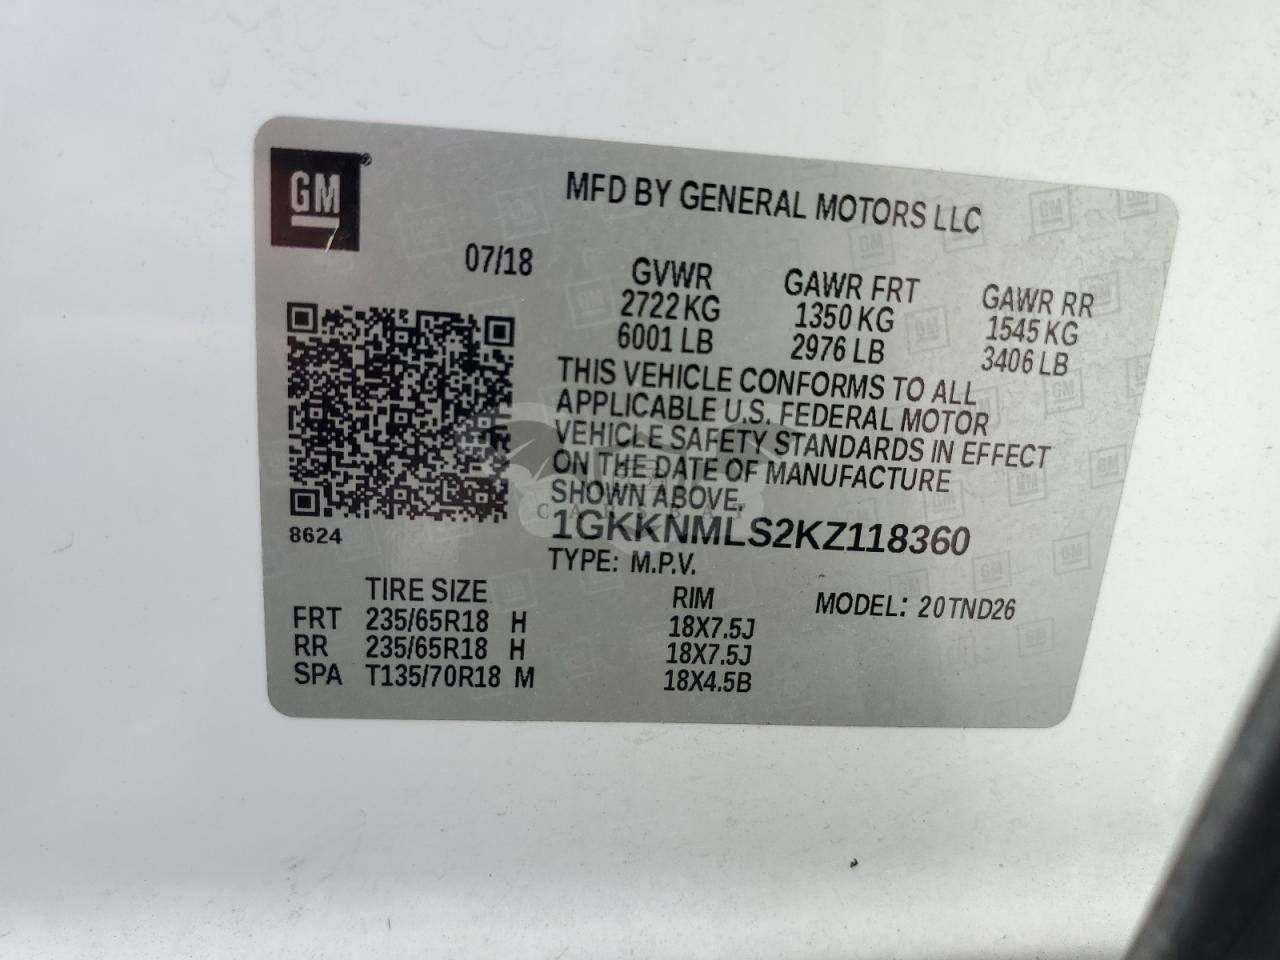 GM®
MFD BY GENERAL MOTORS LLC
07/18
GVWR GAWR FRT GAWR RR
2722 KG 1350 KG 1545 KG
6001 LB 2976 LB 3406 LB
THIS VEHICLE CONFORMS TO ALL
APPLICABLE U.S. FEDERAL MOTOR
VEHICLE SAFETY STANDARDS IN EFFECT
ON THE DATE OF MANUFACTURE
SHOWN ABOVE.
8624
1GKKNMLS2KZ118360
TYPE: M.P.V.
TIRE SIZE RIM MODEL: 20TND26
FRT 235/65R18 H 18X7.5J
RR 235/65R18 H 18X7.5J
SPA T135/70R18 M 18X4.5B